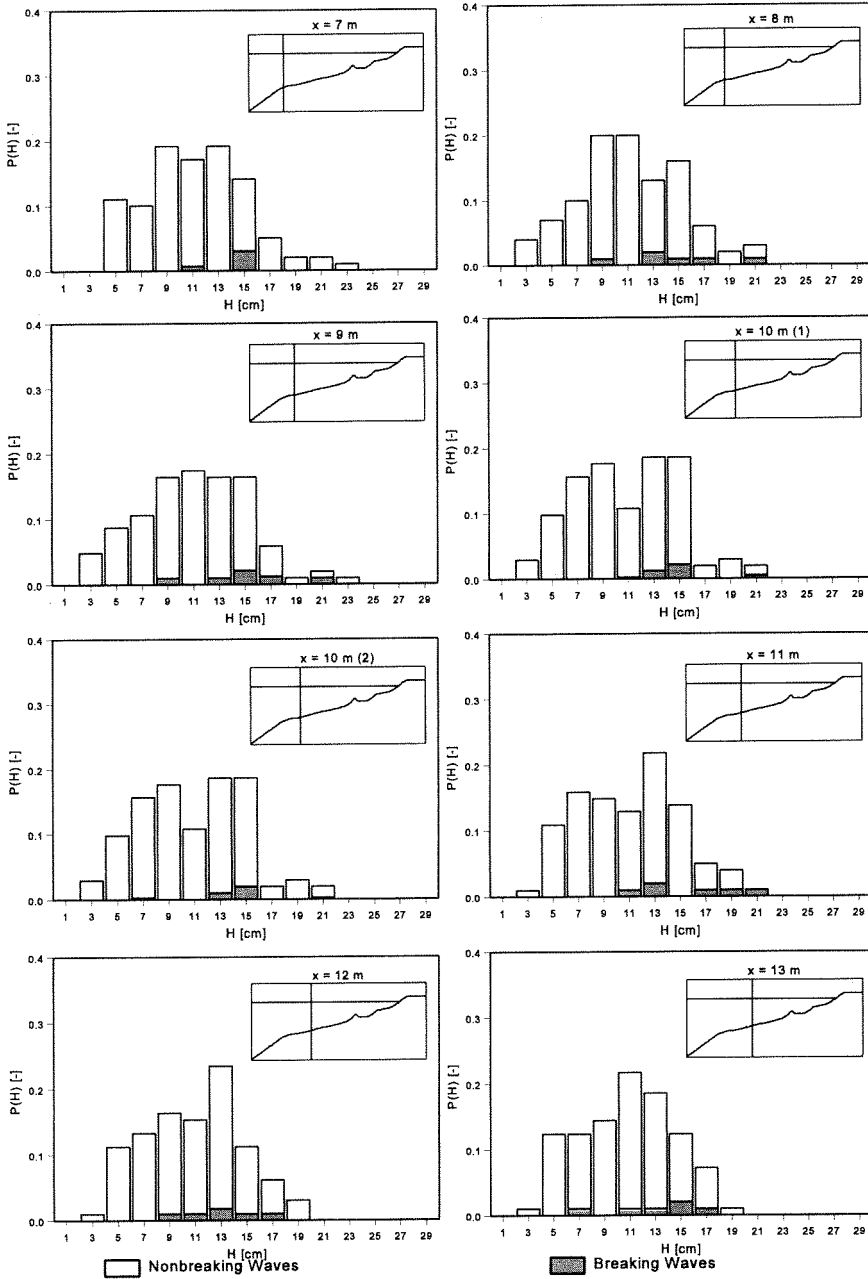 x = 7 m
0.4
0.3
0.2
0.1
0.0
P(H) [-]
1 3 5 7 9 11 13 15 17 19 21 23 25 27 29
H [cm]
x = 8 m
0.4
0.3
0.2
0.1
0.0
P(H) [-]
1 3 5 7 9 11 13 15 17 19 21 23 25 27 29
H [cm]
x = 9 m
0.4
0.3
0.2
0.1
0.0
P(H) [-]
1 3 5 7 9 11 13 15 17 19 21 23 25 27 29
H [cm]
x = 10 m (1)
0.4
0.3
0.2
0.1
0.0
P(H) [-]
1 3 5 7 9 11 13 15 17 19 21 23 25 27 29
H [cm]
x = 10 m (2)
0.4
0.3
0.2
0.1
0.0
P(H) [-]
1 3 5 7 9 11 13 15 17 19 21 23 25 27 29
H [cm]
x = 11 m
0.4
0.3
0.2
0.1
0.0
P(H) [-]
1 3 5 7 9 11 13 15 17 19 21 23 25 27 29
H [cm]
x = 12 m
0.4
0.3
0.2
0.1
0.0
P(H) [-]
1 3 5 7 9 11 13 15 17 19 21 23 25 27 29
H [cm]
x = 13 m
0.4
0.3
0.2
0.1
0.0
P(H) [-]
1 3 5 7 9 11 13 15 17 19 21 23 25 27 29
H [cm]
Nonbreaking Waves
Breaking Waves